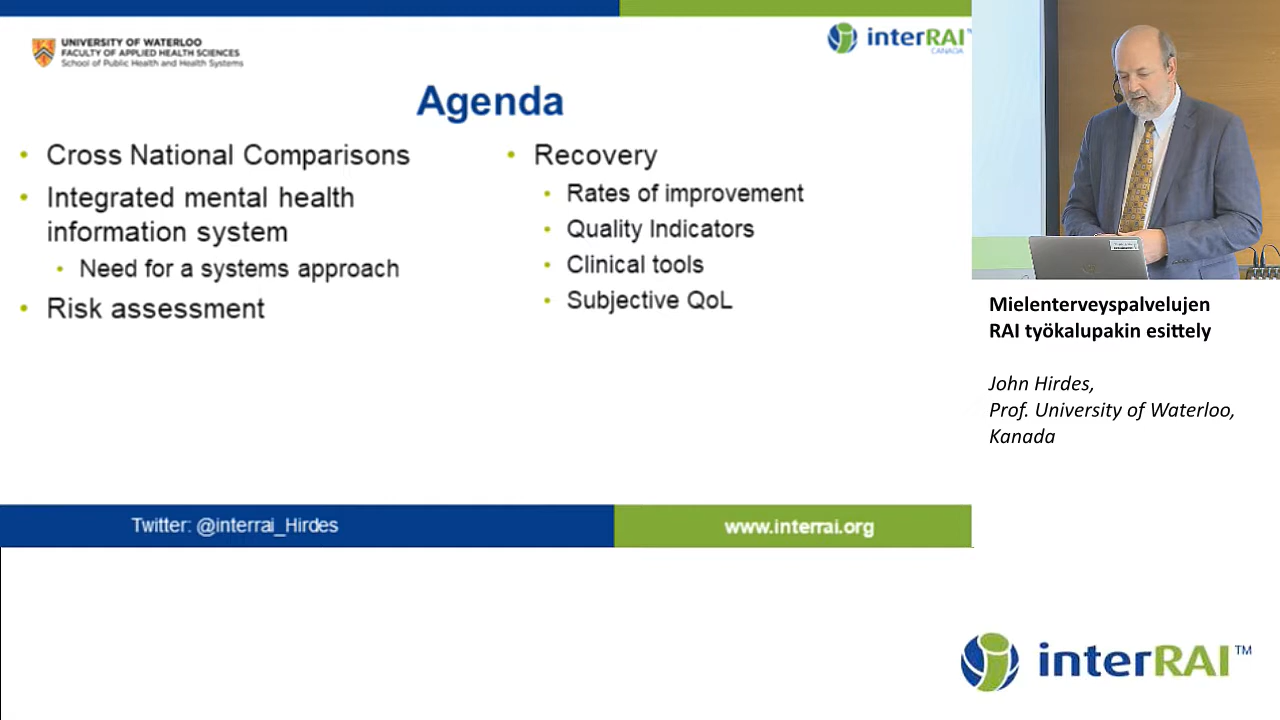 UNIVERSITY OF WATERLOO
FACULTY OF APPLIED HEALTH SCIENCES
School of Public Health and Health Systems
interRAI™
CANADA
Agenda
• Cross National Comparisons
• Integrated mental health
information system
• Need for a systems approach
• Risk assessment
• Recovery
• Rates of improvement
• Quality Indicators
• Clinical tools
• Subjective QoL
Twitter: @interrai_Hirdes
www.interrai.org
Mielenterveyspalvelujen
RAI työkalupakin esittely
John Hirdes,
Prof. University of Waterloo,
Kanada
interRAI™